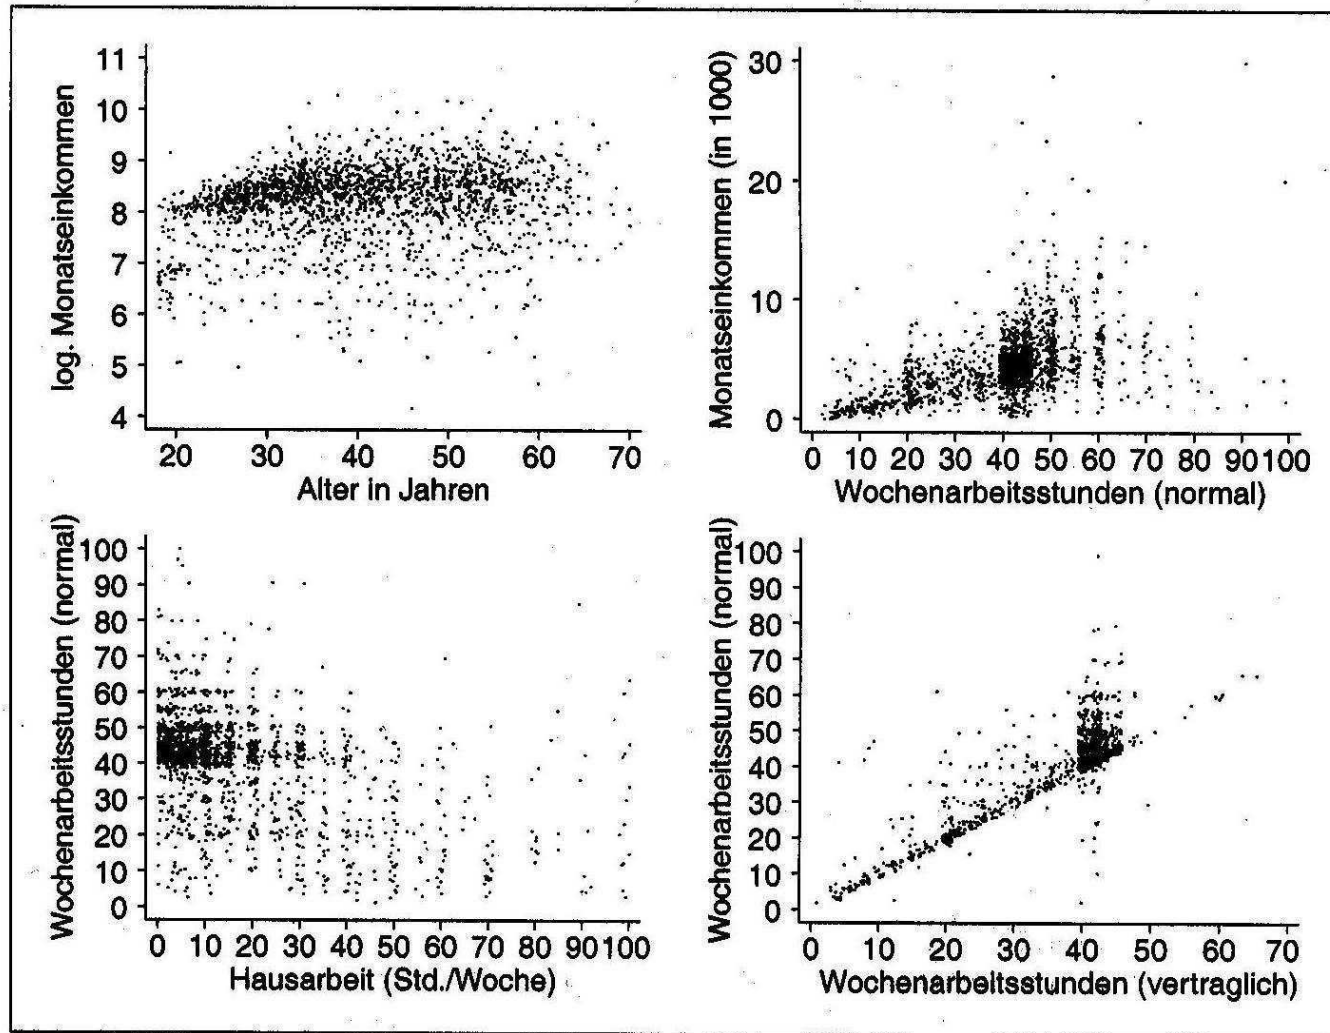 log. Monatseinkommen
11
10
9
8
7
6
5
4
20 30 40 50 60 70
Alter in Jahren
Monatseinkommen (in 1000)
30
20
10
0
0 10 20 30 40 50 60 70 80 90 100
Wochenarbeitsstunden (normal)
Wochenarbeitsstunden (normal)
100
90
80
70
60
50
40
30
20
10
0
0 10 20 30 40 50 60 70 80 90 100
Hausarbeit (Std./Woche)
Wochenarbeitsstunden (normal)
100
90
80
70
60
50
40
30
20
10
0
0 10 20 30 40 50 60 70
Wochenarbeitsstunden (vertraglich)